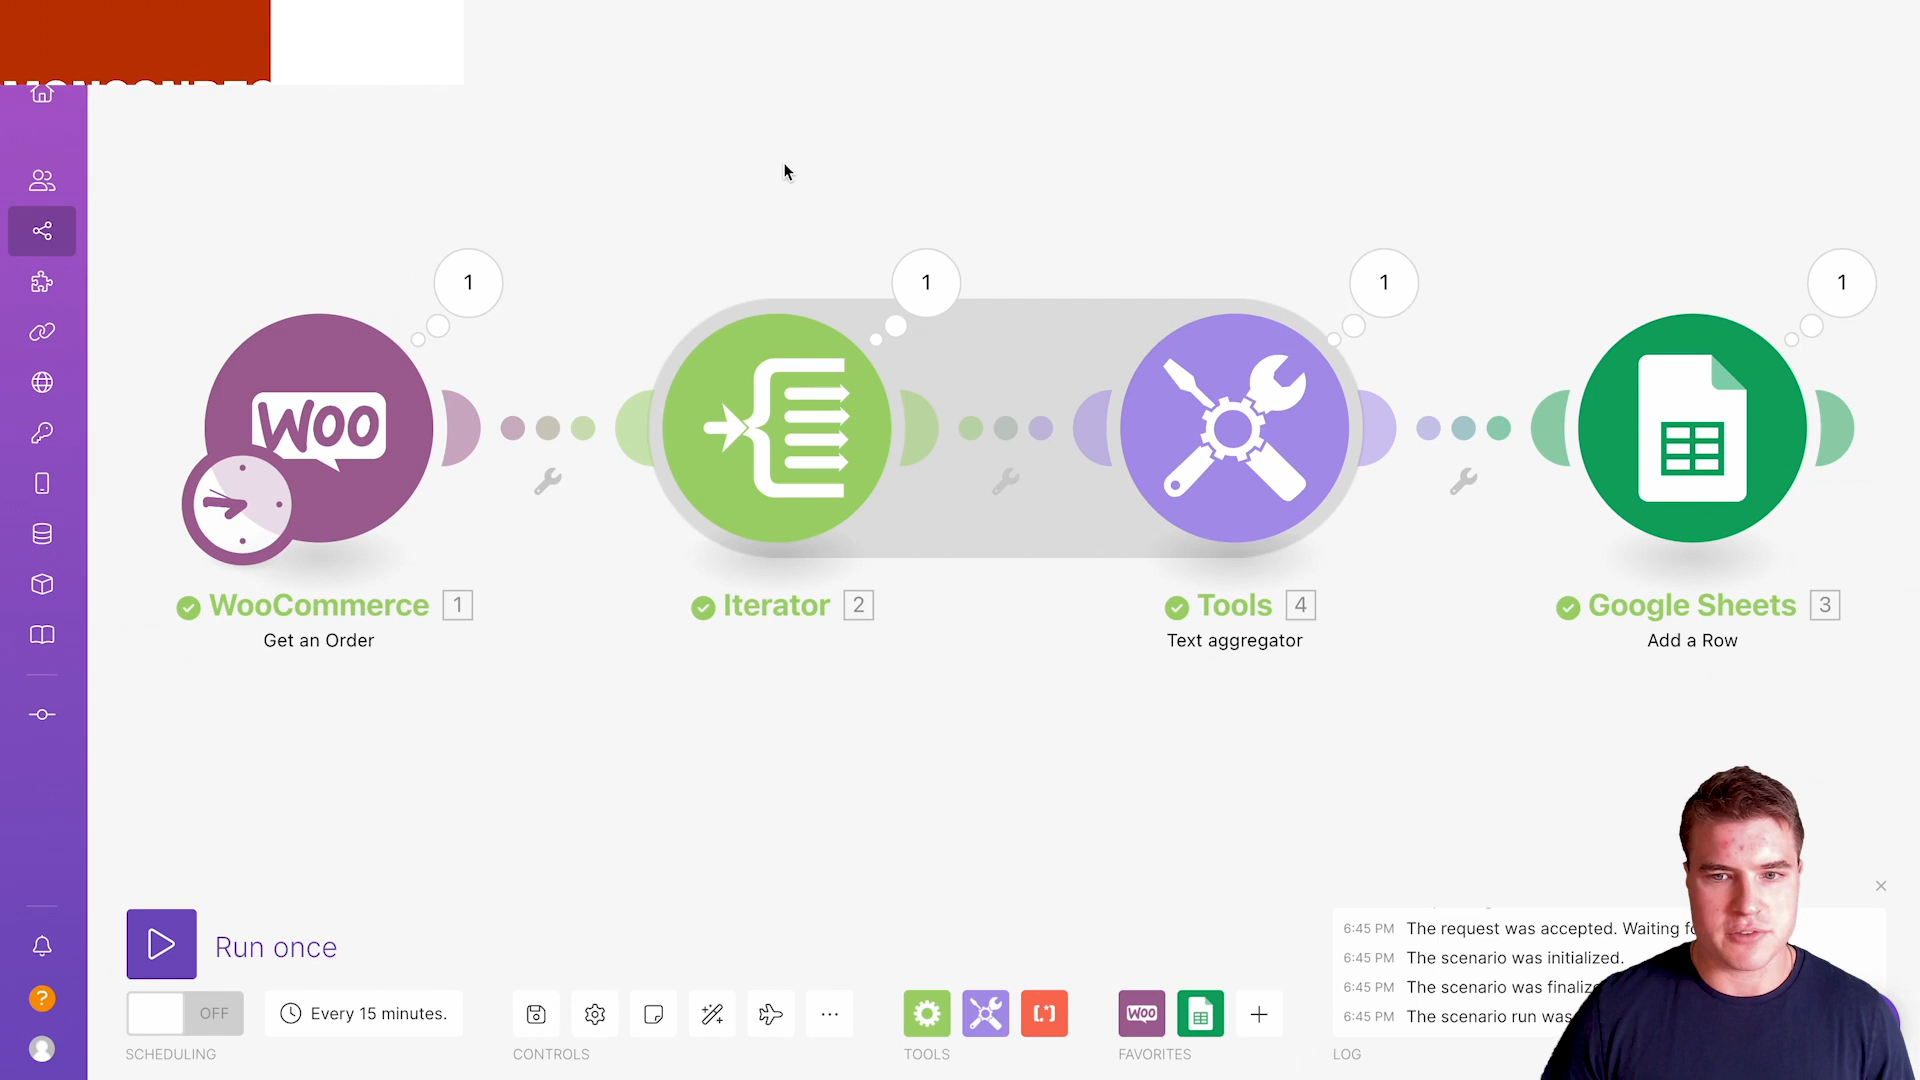 1
1
1
1
WOO
WooCommerce 1
Get an Order
Iterator 2
Tools 4
Text aggregator
Google Sheets 3
Add a Row
Run once
OFF
Every 15 minutes.
SCHEDULING
CONTROLS
[.*]
TOOLS
WOO
FAVORITES
6:45 PM The request was accepted. Waiting
6:45 PM The scenario was initialized.
6:45 PM The scenario was
6:45 PM The scenario run was
LOG
?